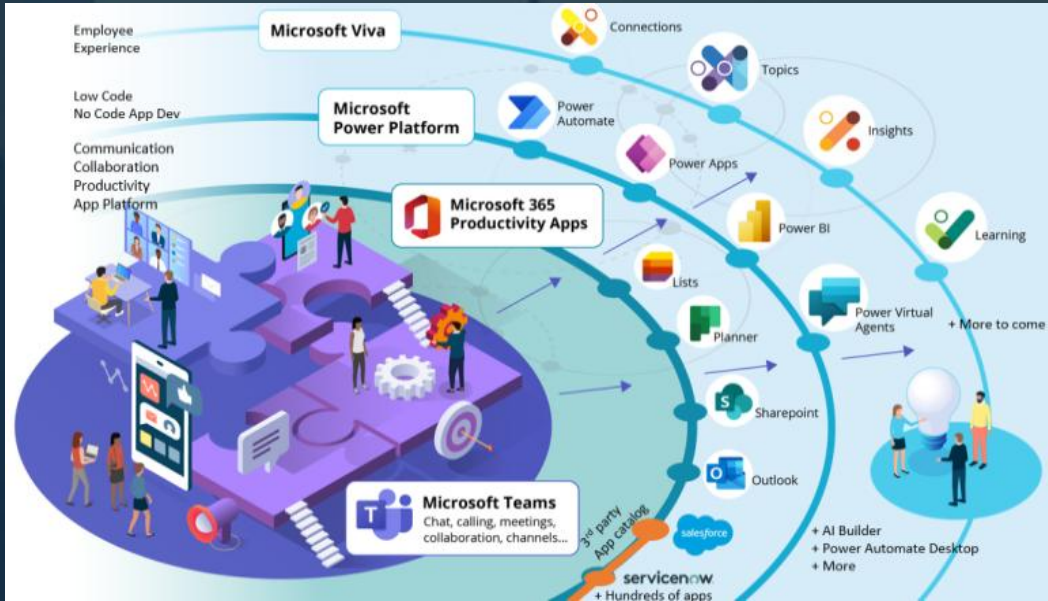 Employee
Experience
Microsoft Viva
Connections
Topics
Insights
Learning
+ More to come
Low Code
No Code App Dev
Microsoft
Power Platform
Power
Automate
Power Apps
Power BI
Power Virtual
Agents
+ AI Builder
+ Power Automate Desktop
+ More
Communication
Collaboration
Productivity
App Platform
Microsoft 365
Productivity Apps
Lists
Planner
S
Sharepoint
O
Outlook
3rd party
App catalog
salesforce
servicenow
+ Hundreds of apps
T
Microsoft Teams
Chat, calling, meetings,
collaboration, channels...